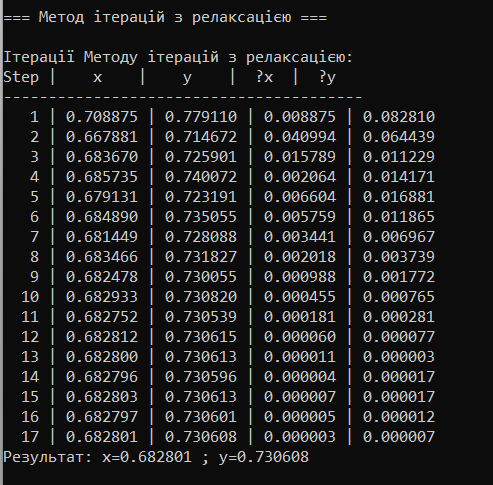 === Метод ітерацій з релаксацією ===
Ітерації Методу ітерацій з релаксацією:
Step |    x    |    y    |  ?x  |  ?y
----------------------------------------
   1 | 0.708875 | 0.779110 | 0.008875 | 0.082810
   2 | 0.667881 | 0.714672 | 0.040994 | 0.064439
   3 | 0.683670 | 0.725901 | 0.015789 | 0.011229
   4 | 0.685735 | 0.740072 | 0.002064 | 0.014171
   5 | 0.679131 | 0.723191 | 0.006604 | 0.016881
   6 | 0.684890 | 0.735055 | 0.005759 | 0.011865
   7 | 0.681449 | 0.728088 | 0.003441 | 0.006967
   8 | 0.683466 | 0.731827 | 0.002018 | 0.003739
   9 | 0.682478 | 0.730055 | 0.000988 | 0.001772
  10 | 0.682933 | 0.730820 | 0.000455 | 0.000765
  11 | 0.682752 | 0.730539 | 0.000181 | 0.000281
  12 | 0.682812 | 0.730615 | 0.000060 | 0.000077
  13 | 0.682800 | 0.730613 | 0.000011 | 0.000003
  14 | 0.682796 | 0.730596 | 0.000004 | 0.000017
  15 | 0.682803 | 0.730613 | 0.000007 | 0.000017
  16 | 0.682797 | 0.730601 | 0.000005 | 0.000012
  17 | 0.682801 | 0.730608 | 0.000003 | 0.000007
Результат: x=0.682801 ; y=0.730608